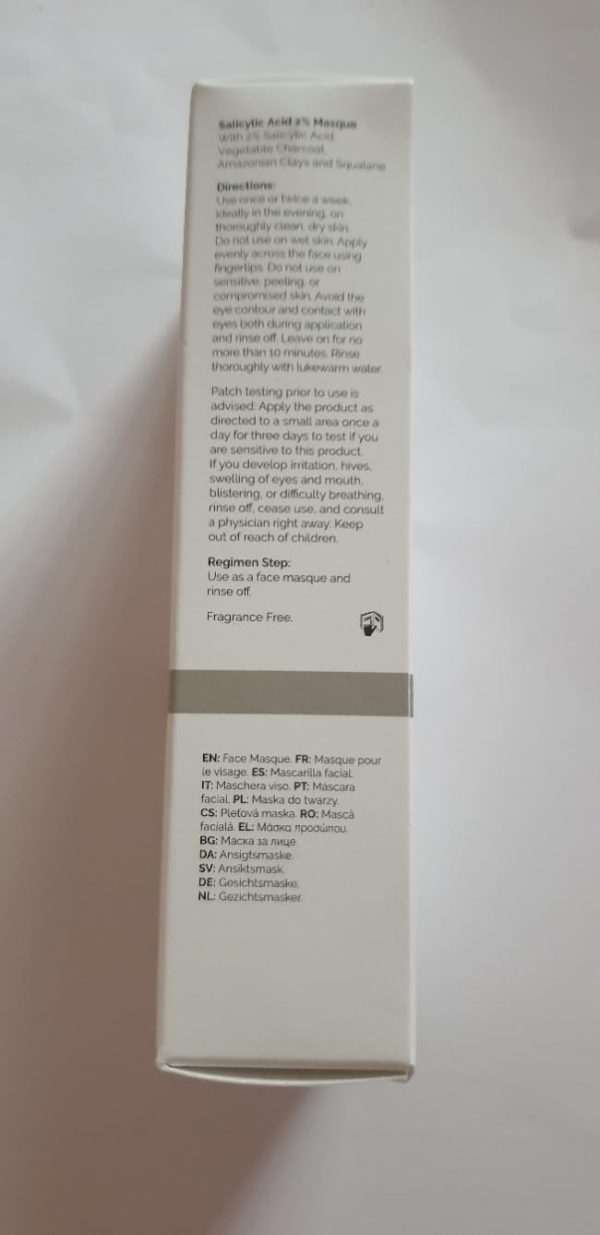 Salicylic Acid 2% Masque
With 2% Salicylic Acid
Vegetable Charcoal,
Amazonian Clays and Squalane
Directions:
Use once or twice a week,
ideally in the evening, on
thoroughly clean, dry skin.
Do not use on wet skin. Apply
evenly across the face using
fingertips. Do not use on
sensitive, peeling, or
compromised skin. Avoid the
eye contour and contact with
eyes both during application
and rinse off. Leave on for no
more than 10 minutes. Rinse
thoroughly with lukewarm water.
Patch testing prior to use is
advised: Apply the product as
directed to a small area once a
day for three days to test if you
are sensitive to this product.
If you develop irritation, hives,
swelling of eyes and mouth,
blistering, or difficulty breathing,
rinse off, cease use, and consult
a physician right away. Keep
out of reach of children.
Regimen Step:
Use as a face masque and
rinse off.
Fragrance Free.
EN: Face Masque. FR: Masque pour
le visage. ES: Mascarilla facial.
IT: Maschera viso. PT: Máscara
facial. PL: Maska do twarzy.
CS: Pleťová maska. RO: Mască
facială. EL: Μάσκα προσώπου.
BG: Маска за лице.
DA: Ansigtsmaske.
SV: Ansiktsmask.
DE: Gesichtsmaske.
NL: Gezichtsmasker.